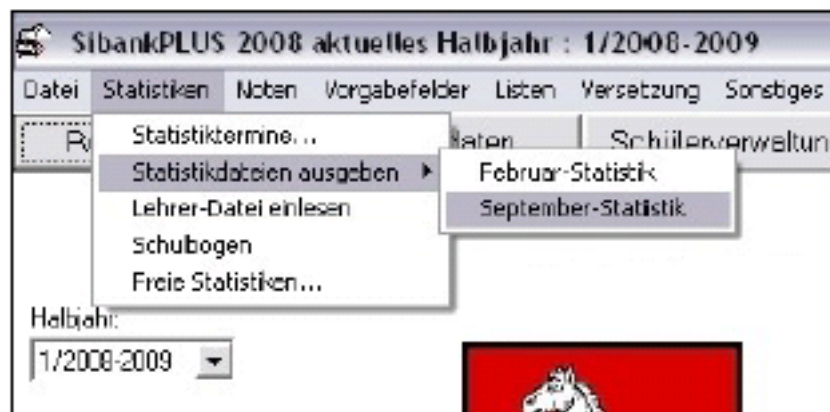 SibankPLUS 2008 aktuelles Halbjahr : 1/2008-2009
Datei Statistiken Noten Vorgabefelder Listen Versetzung Sonstiges
Statistiktermine...
Statistikdateien ausgeben
Februar-Statistik
September-Statistik
Lehrer-Datei einlesen
Schulbogen
Freie Statistiken...
Halbjahr:
1/2008-2009